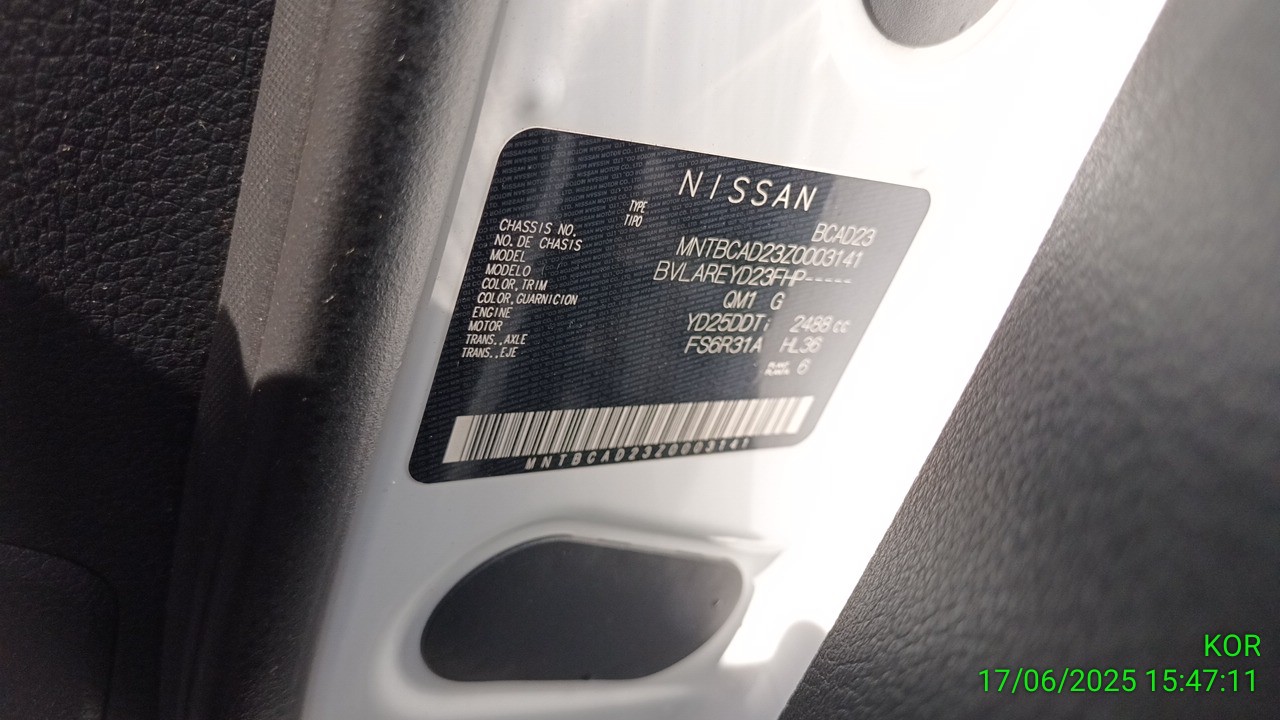 NISSAN
TYPE
TIPO
BCAD23
CHASSIS NO.
NO. DE CHASIS
MNTBCAD23Z0003141
MODEL
MODELO
BVLAREYD23FHP-----
COLOR,TRIM
COLOR,GUARNICION
QM1 G
ENGINE
MOTOR
YD25DDTi 2488 cc
TRANS.,AXLE
TRANS.,EJE
FS6R31A HL36
PLANT
PLANTA 6
MNTBCAD23Z0003141
KOR
17/06/2025 15:47:11